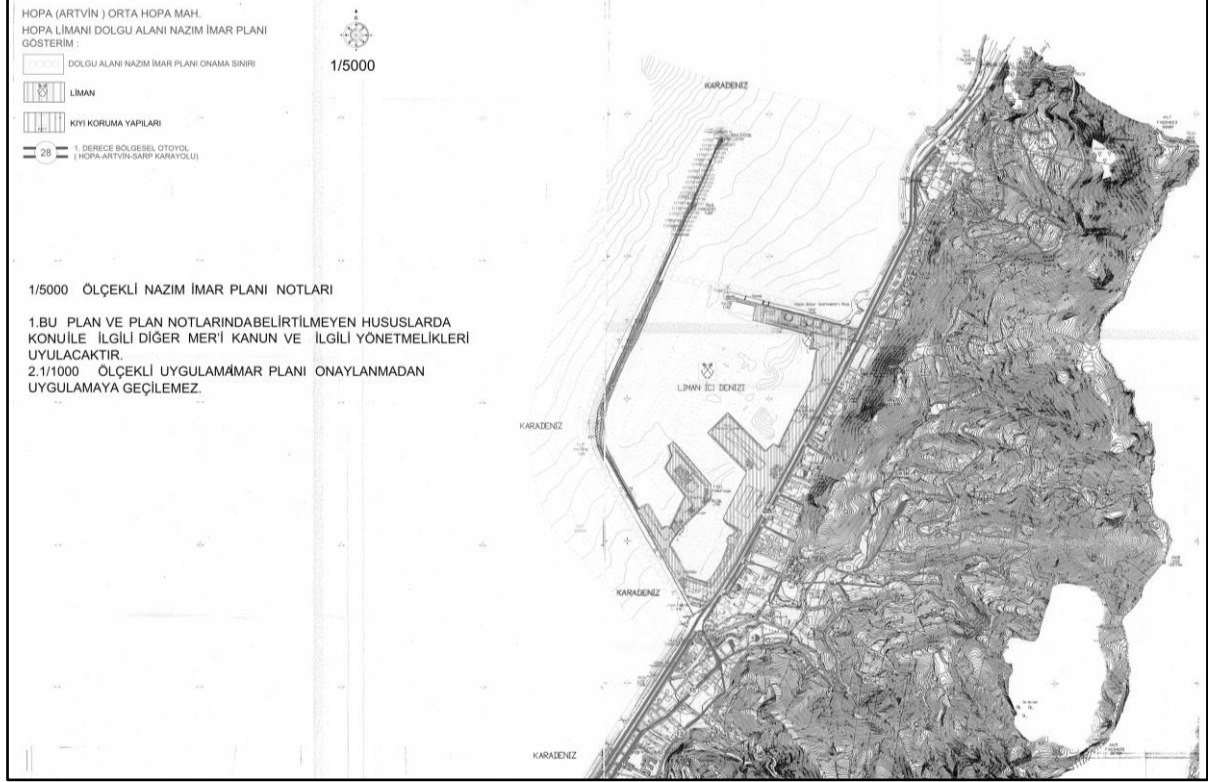 HOPA (ARTVİN ) ORTA HOPA MAH.
HOPA LİMANI DOLGU ALANI NAZIM İMAR PLANI
GÖSTERİM :
DOLGU ALANI NAZIM İMAR PLANI ONAMA SINIRI
LİMAN
KIYI KORUMA YAPILARI
28
1. DERECE BÖLGESEL OTOYOL
( HOPA-ARTVİN-SARP KARAYOLU)
1/5000
1/5000 ÖLÇEKLİ NAZIM İMAR PLANI NOTLARI
1.BU PLAN VE PLAN NOTLARINDABELİRTİLMEYEN HUSUSLARDA
KONUİLE İLGİLİ DİĞER MER'İ KANUN VE İLGİLİ YÖNETMELİKLERİ
UYULACAKTIR.
2.1/1000 ÖLÇEKLİ UYGULAMAİMAR PLANI ONAYLANMADAN
UYGULAMAYA GEÇİLEMEZ.
KARADENİZ
LİMAN İÇİ DENİZİ
KARADENİZ
KARADENİZ
KARADENİZ